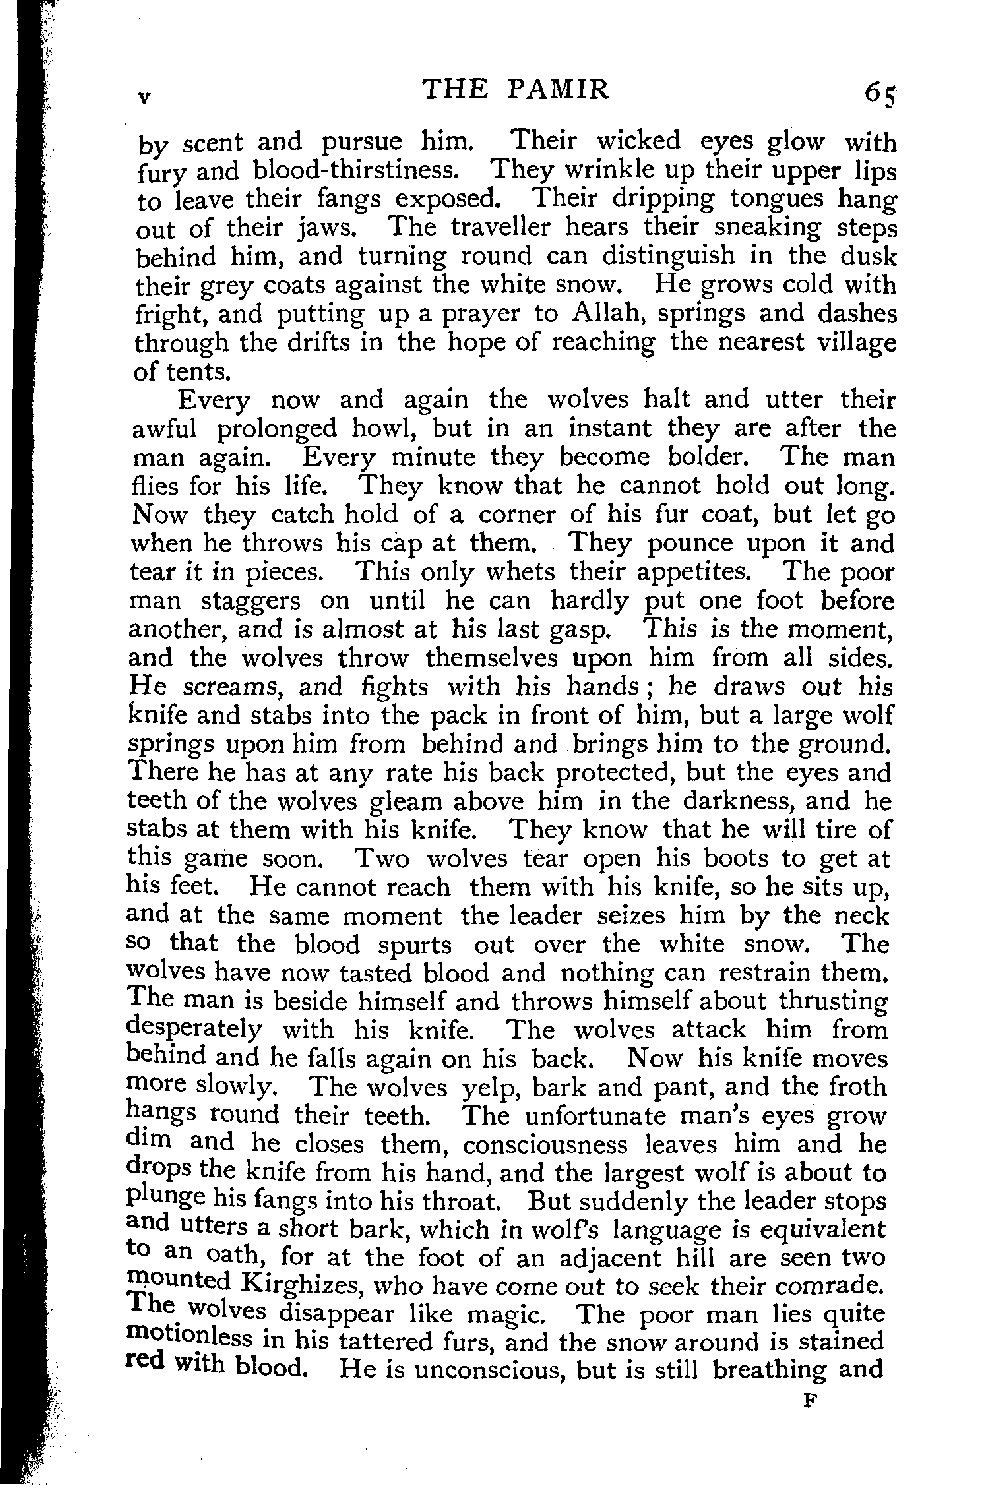 v THE PAMIR 65
by scent and pursue him. Their wicked eyes glow with
fury and blood-thirstiness. They wrinkle up their upper lips
to leave their fangs exposed. Their dripping tongues hang
out of their jaws. The traveller hears their sneaking steps
behind him, and turning round can distinguish in the dusk
their grey coats against the white snow. He grows cold with
fright, and putting up a prayer to Allah, springs and dashes
through the drifts in the hope of reaching the nearest village
of tents.
Every now and again the wolves halt and utter their
awful prolonged howl, but in an instant they are after the
man again. Every minute they become bolder. The man
flies for his life. They know that he cannot hold out long.
Now they catch hold of a corner of his fur coat, but let go
when he throws his cap at them. They pounce upon it and
tear it in pieces. This only whets their appetites. The poor
man staggers on until he can hardly put one foot before
another, and is almost at his last gasp. This is the moment,
and the wolves throw themselves upon him from all sides.
He screams, and fights with his hands; he draws out his
knife and stabs into the pack in front of him, but a large wolf
springs upon him from behind and brings him to the ground.
There he has at any rate his back protected, but the eyes and
teeth of the wolves gleam above him in the darkness, and he
stabs at them with his knife. They know that he will tire of
this game soon. Two wolves tear open his boots to get at
his feet. He cannot reach them with his knife, so he sits up,
and at the same moment the leader seizes him by the neck
so that the blood spurts out over the white snow. The
wolves have now tasted blood and nothing can restrain them.
The man is beside himself and throws himself about thrusting
desperately with his knife. The wolves attack him from
behind and he falls again on his back. Now his knife moves
more slowly. The wolves yelp, bark and pant, and the froth
hangs round their teeth. The unfortunate man's eyes grow
dim and he closes them, consciousness leaves him and he
drops the knife from his hand, and the largest wolf is about to
plunge his fangs into his throat. But suddenly the leader stops
and utters a short bark, which in wolf's language is equivalent
to an oath, for at the foot of an adjacent hill are seen two
mounted Kirghizes, who have come out to seek their comrade.
The wolves disappear like magic. The poor man lies quite
motionless in his tattered furs, and the snow around is stained
red with blood. He is unconscious, but is still breathing and
F